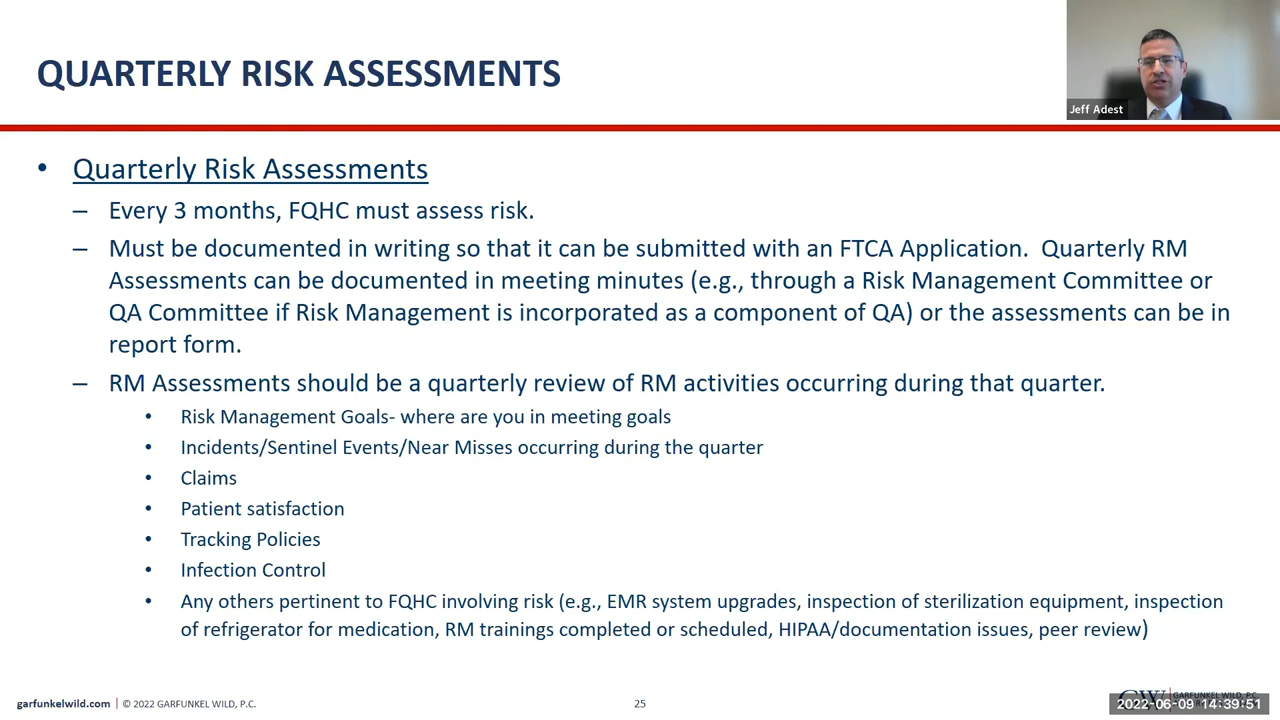 QUARTERLY RISK ASSESSMENTS
Jeff Adest
• Quarterly Risk Assessments
– Every 3 months, FQHC must assess risk.
– Must be documented in writing so that it can be submitted with an FTCA Application. Quarterly RM
Assessments can be documented in meeting minutes (e.g., through a Risk Management Committee or
QA Committee if Risk Management is incorporated as a component of QA) or the assessments can be in
report form.
– RM Assessments should be a quarterly review of RM activities occurring during that quarter.
• Risk Management Goals- where are you in meeting goals
• Incidents/Sentinel Events/Near Misses occurring during the quarter
• Claims
• Patient satisfaction
• Tracking Policies
• Infection Control
• Any others pertinent to FQHC involving risk (e.g., EMR system upgrades, inspection of sterilization equipment, inspection
of refrigerator for medication, RM trainings completed or scheduled, HIPAA/documentation issues, peer review)
garfunkelwild.com | © 2022 GARFUNKEL WILD, P.C.
25
GW GARFUNKEL WILD, P.C.
2022-06-09 14:39:51